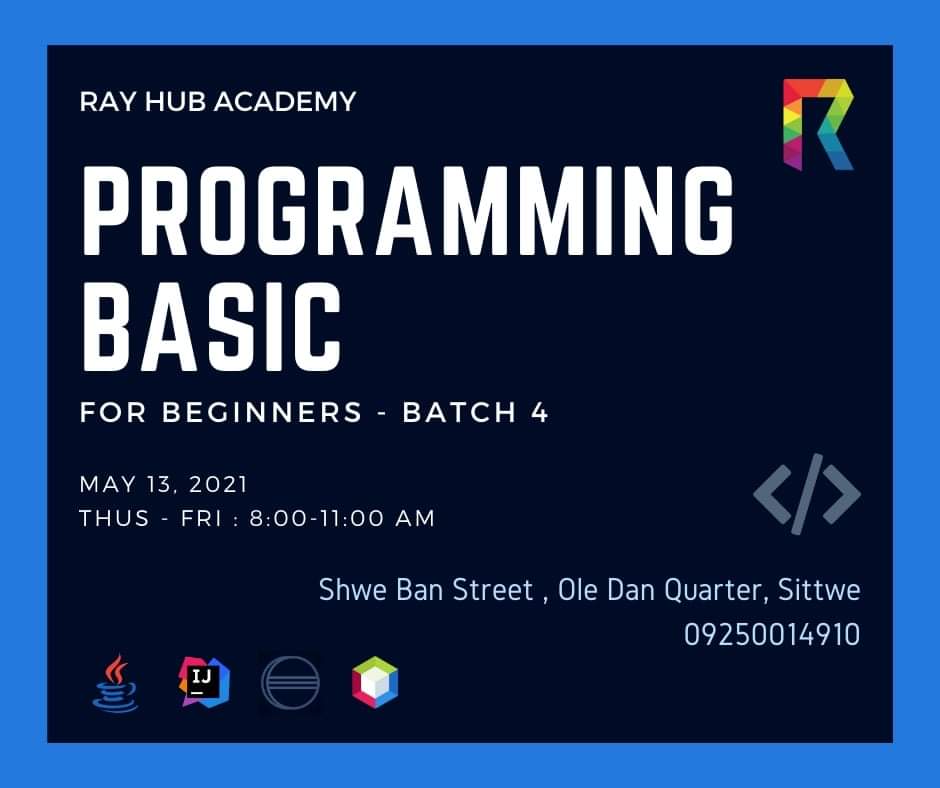 RAY HUB ACADEMY
PROGRAMMING
BASIC
FOR BEGINNERS - BATCH 4
MAY 13, 2021
THUS - FRI : 8:00-11:00 AM
Shwe Ban Street , Ole Dan Quarter, Sittwe
09250014910
IJ